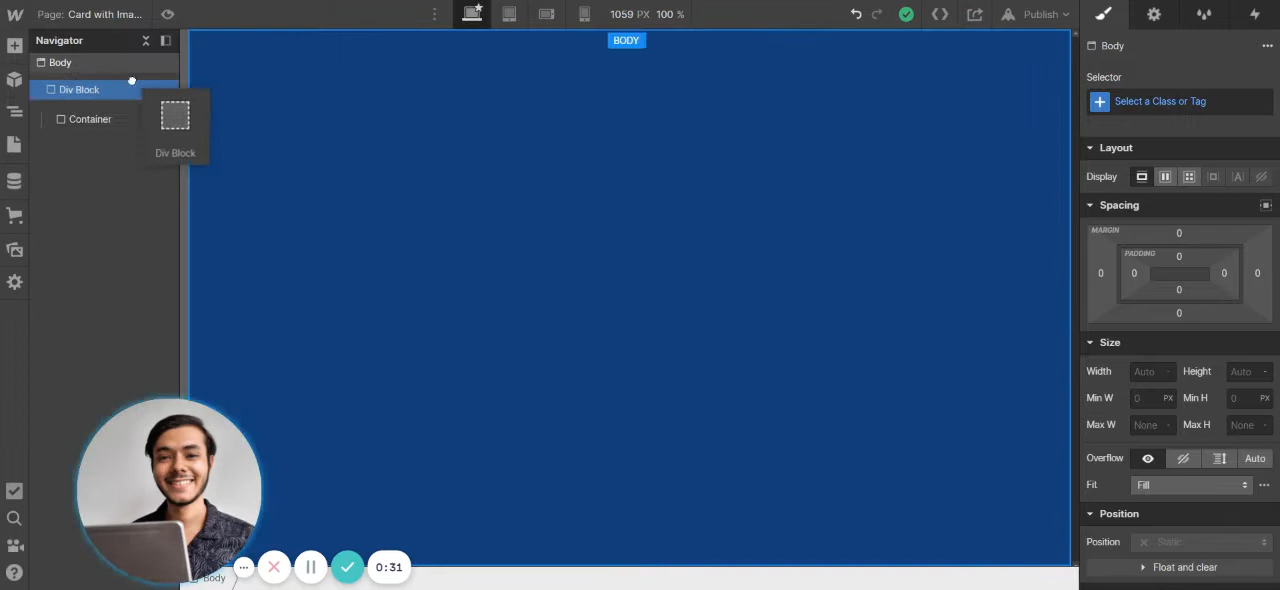 Page: Card with Ima...
1059 PX 100 %
Publish
Navigator
Body
Div Block
Container
Div Block
BODY
Body
0:31
Body
Selector
Select a Class or Tag
Layout
Display
Spacing
MARGIN
0
PADDING
0
0 0 0 0
0
0
Size
Width Auto - Height Auto -
Min W 0 PX Min H 0 PX
Max W None - Max H None -
Overflow Auto
Fit Fill
Position
Position Static
Float and clear